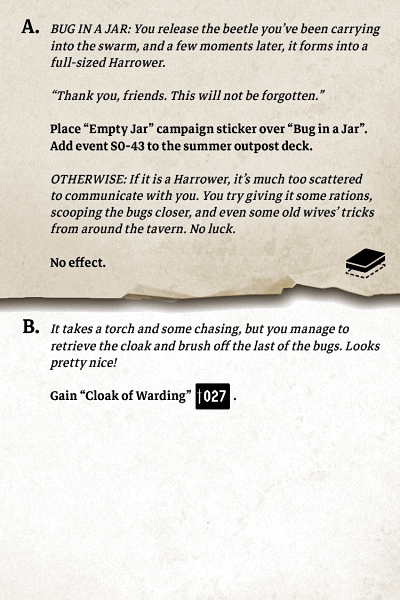 A. BUG IN A JAR: You release the beetle you’ve been carrying
into the swarm, and a few moments later, it forms into a
full-sized Harrower.
“Thank you, friends. This will not be forgotten.”
Place “Empty Jar” campaign sticker over “Bug in a Jar”.
Add event SO-43 to the summer outpost deck.
OTHERWISE: If it is a Harrower, it’s much too scattered
to communicate with you. You try giving it some rations,
scooping the bugs closer, and even some old wives’ tricks
from around the tavern. No luck.
No effect.
B. It takes a torch and some chasing, but you manage to
retrieve the cloak and brush off the last of the bugs. Looks
pretty nice!
Gain “Cloak of Warding” 027 .